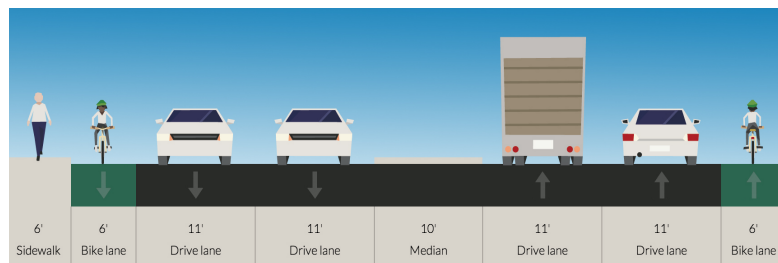 6' 6' 11' 11' 10' 11' 11' 6'
Sidewalk Bike lane Drive lane Drive lane Median Drive lane Drive lane Bike lane